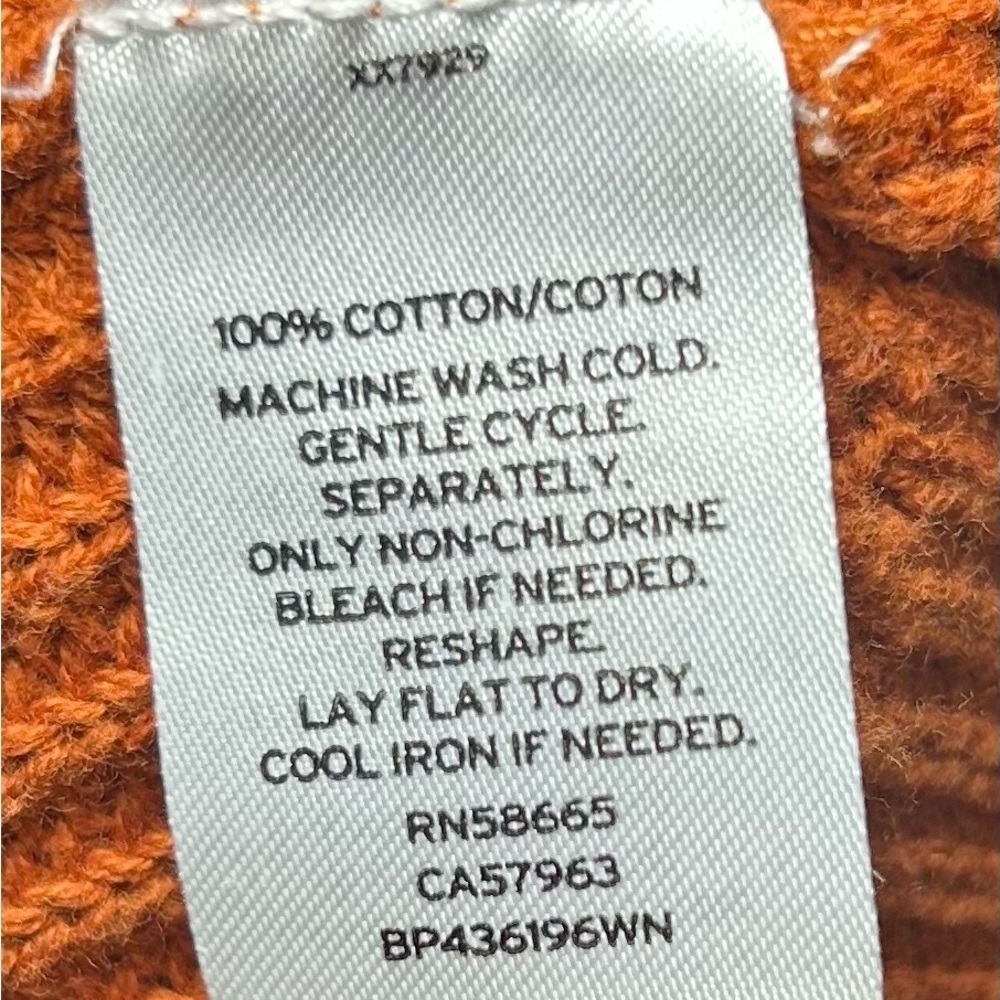 XX7929
100% COTTON/COTON
MACHINE WASH COLD.
GENTLE CYCLE.
SEPARATELY.
ONLY NON-CHLORINE
BLEACH IF NEEDED.
RESHAPE.
LAY FLAT TO DRY.
COOL IRON IF NEEDED.
RN58665
CA57963
BP436196WN